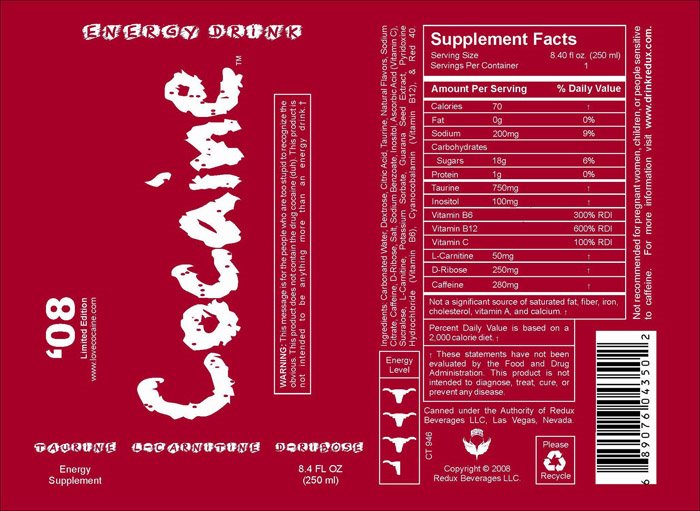 ENERGY DRINK
Cocaine™
'08
Limited Edition
www.lovecocaine.com
WARNING: This message is for the people who are too stupid to recognize the
obvious. This product does not contain the drug cocaine (duh). This product is
not intended to be anything more than an energy drink.†
TAURINE L-CARNITINE D-RIBOSE
Energy
Supplement
8.4 FL OZ
(250 ml)
Ingredients: Carbonated Water, Dextrose, Citric Acid, Taurine, Natural Flavors, Sodium
Citrate, Caffeine, D-Ribose, Salt, Sodium Benzoate, Inositol, Ascorbic Acid (Vitamin C),
Sucralose, L-Carnitine, Potassium Sorbate, Guarana Seed Extract, Pyridoxine
Hydrochloride (Vitamin B6), Cyanocobalamin (Vitamin B12), & Red 40.
Energy
Level
Supplement Facts
Serving Size 8.40 fl oz. (250 ml)
Servings Per Container 1
Amount Per Serving % Daily Value
Calories 70 ↑
Fat 0g 0%
Sodium 200mg 9%
Carbohydrates
Sugars 18g 6%
Protein 1g 0%
Taurine 750mg ↑
Inositol 100mg ↑
Vitamin B6 300% RDI
Vitamin B12 600% RDI
Vitamin C 100% RDI
L-Carnitine 50mg ↑
D-Ribose 250mg ↑
Caffeine 280mg ↑
Not a significant source of saturated fat, fiber, iron,
cholesterol, vitamin A, and calcium. ↑
Percent Daily Value is based on a
2,000 calorie diet. ↑
↑ These statements have not been
evaluated by the Food and Drug
Administration. This product is not
intended to diagnose, treat, cure, or
prevent any disease.
Canned under the Authority of Redux
Beverages LLC, Las Vegas, Nevada.
CT 946
Copyright © 2008
Redux Beverages LLC.
Please
Recycle
Not recommended for pregnant women, children, or people sensitive
to caffeine. For more information visit www.drinkredux.com.
6 89076 04350 2